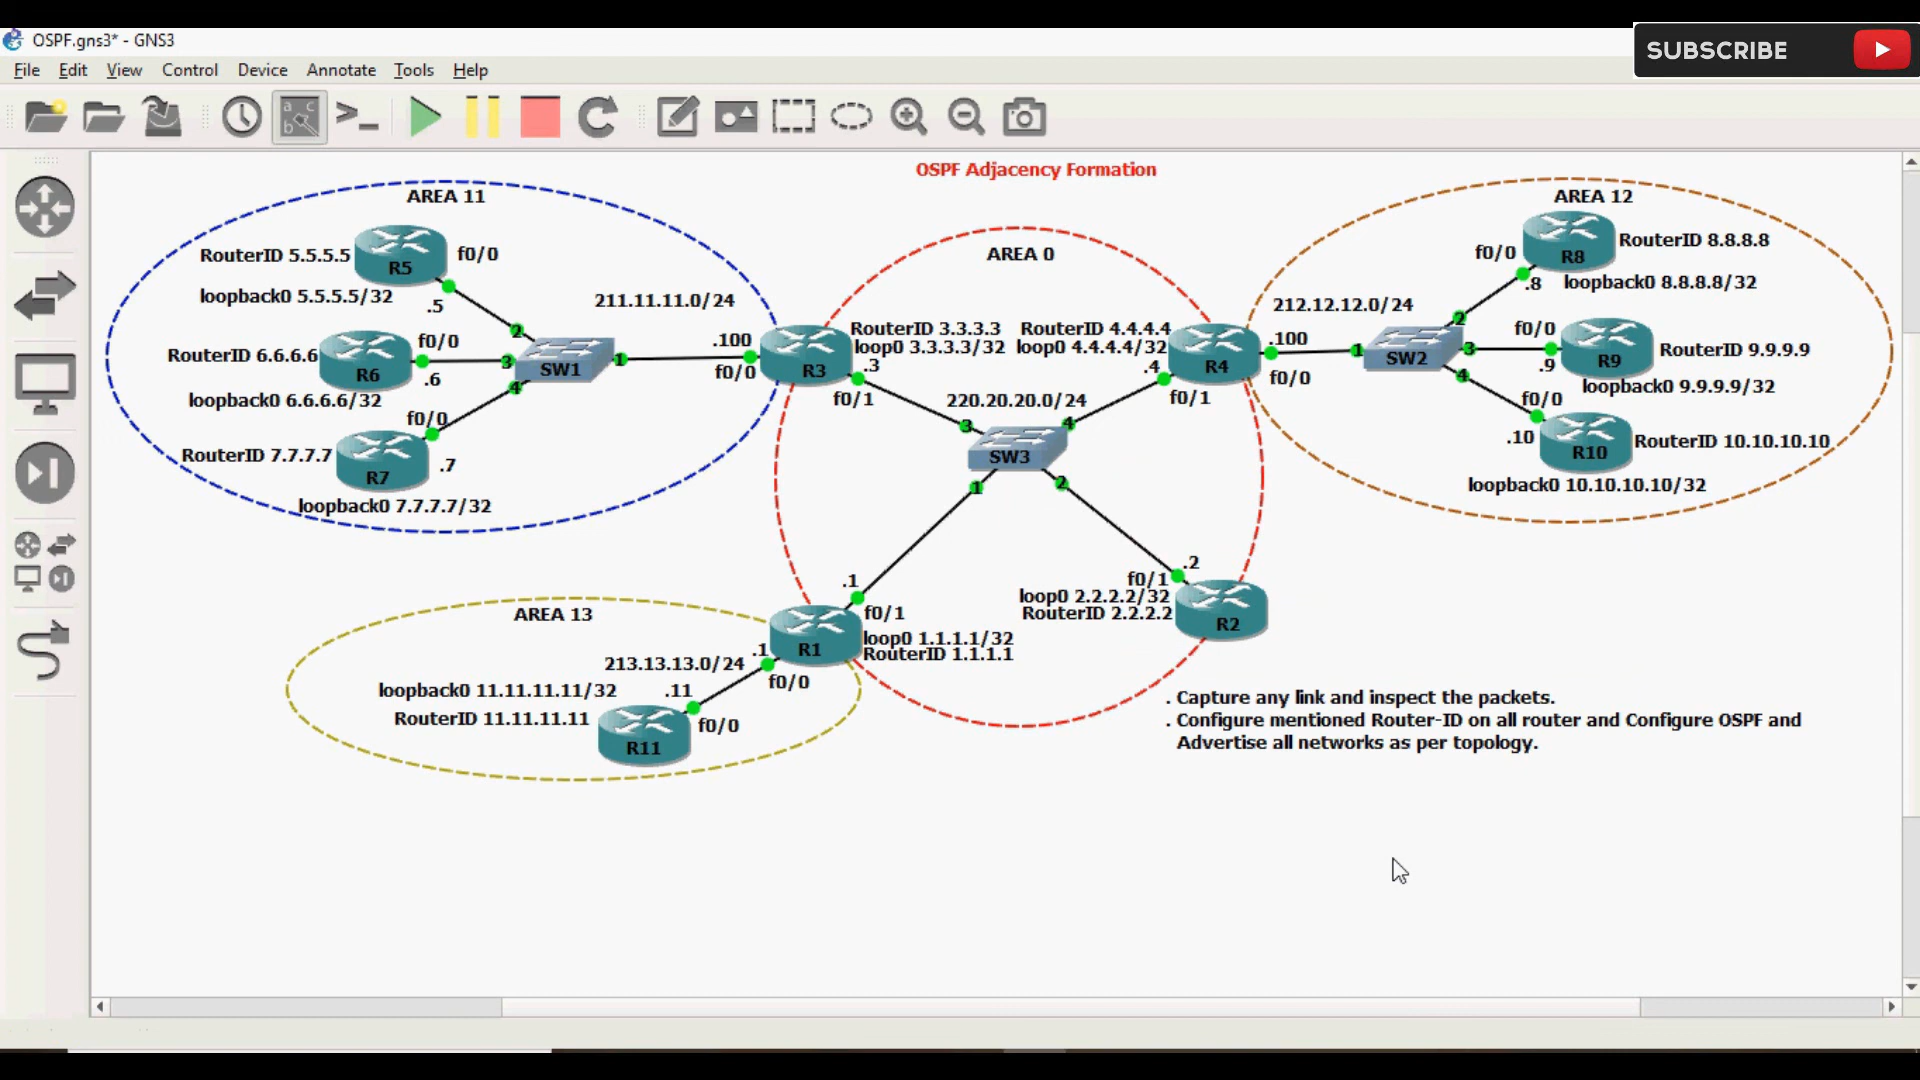 OSPF.gns3* - GNS3
SUBSCRIBE
File Edit View Control Device Annotate Tools Help
OSPF Adjacency Formation
AREA 11
RouterID 5.5.5.5
R5
f0/0
loopback0 5.5.5.5/32
.5
211.11.11.0/24
2
RouterID 6.6.6.6
R6
f0/0
.6
3
SW1
1
.100
f0/0
loopback0 6.6.6.6/32
4
f0/0
RouterID 7.7.7.7
R7
.7
loopback0 7.7.7.7/32
AREA 0
RouterID 3.3.3.3
loop0 3.3.3.3/32
R3
.3
f0/1
RouterID 4.4.4.4
loop0 4.4.4.4/32
R4
.4
f0/1
220.20.20.0/24
3
4
SW3
1
2
.1
f0/1
.2
f0/1
loop0 2.2.2.2/32
RouterID 2.2.2.2
R2
R1
loop0 1.1.1.1/32
RouterID 1.1.1.1
AREA 12
R8
RouterID 8.8.8.8
f0/0
.8
loopback0 8.8.8.8/32
212.12.12.0/24
2
.100
f0/0
1
SW2
3
f0/0
.9
R9
RouterID 9.9.9.9
loopback0 9.9.9.9/32
4
f0/0
.10
R10
RouterID 10.10.10.10
loopback0 10.10.10.10/32
AREA 13
213.13.13.0/24
.1
f0/0
loopback0 11.11.11.11/32
.11
RouterID 11.11.11.11
R11
f0/0
. Capture any link and inspect the packets.
. Configure mentioned Router-ID on all router and Configure OSPF and
Advertise all networks as per topology.